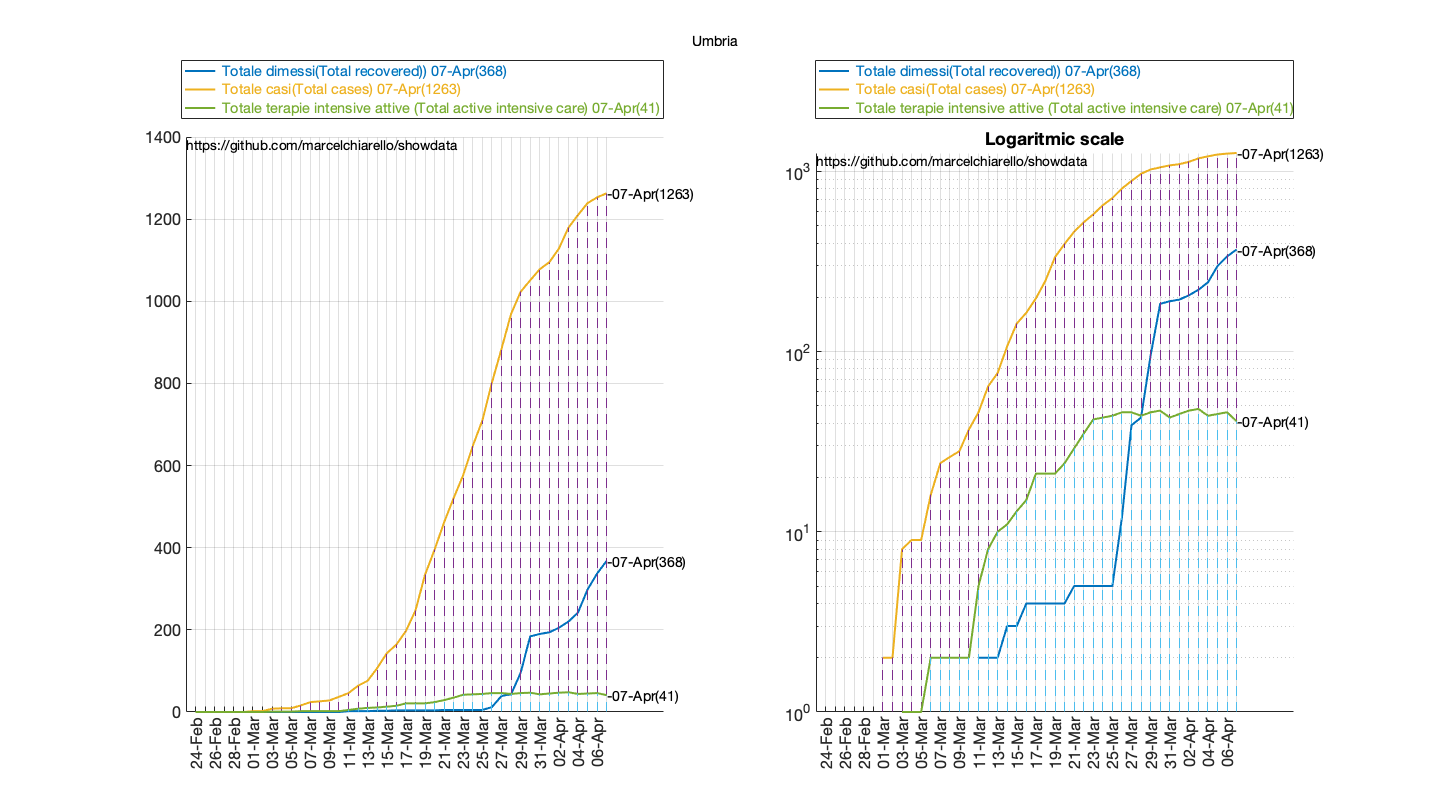 Umbria
Totale dimessi(Total recovered)) 07-Apr(368)
Totale casi(Total cases) 07-Apr(1263)
Totale terapie intensive attive (Total active intensive care) 07-Apr(41)
1400
https://github.com/marcelchiarello/showdata
-07-Apr(1263)
1200
1000
800
600
400
-07-Apr(368)
200
-07-Apr(41)
0
24-Feb
26-Feb
28-Feb
01-Mar
03-Mar
05-Mar
07-Mar
09-Mar
11-Mar
13-Mar
15-Mar
17-Mar
19-Mar
21-Mar
23-Mar
25-Mar
27-Mar
29-Mar
31-Mar
02-Apr
04-Apr
06-Apr
Totale dimessi(Total recovered)) 07-Apr(368)
Totale casi(Total cases) 07-Apr(1263)
Totale terapie intensive attive (Total active intensive care) 07-Apr(41)
Logaritmic scale
https://github.com/marcelchiarello/showdata
-07-Apr(1263)
10^3
-07-Apr(368)
10^2
-07-Apr(41)
10^1
10^0
24-Feb
26-Feb
28-Feb
01-Mar
03-Mar
05-Mar
07-Mar
09-Mar
11-Mar
13-Mar
15-Mar
17-Mar
19-Mar
21-Mar
23-Mar
25-Mar
27-Mar
29-Mar
31-Mar
02-Apr
04-Apr
06-Apr